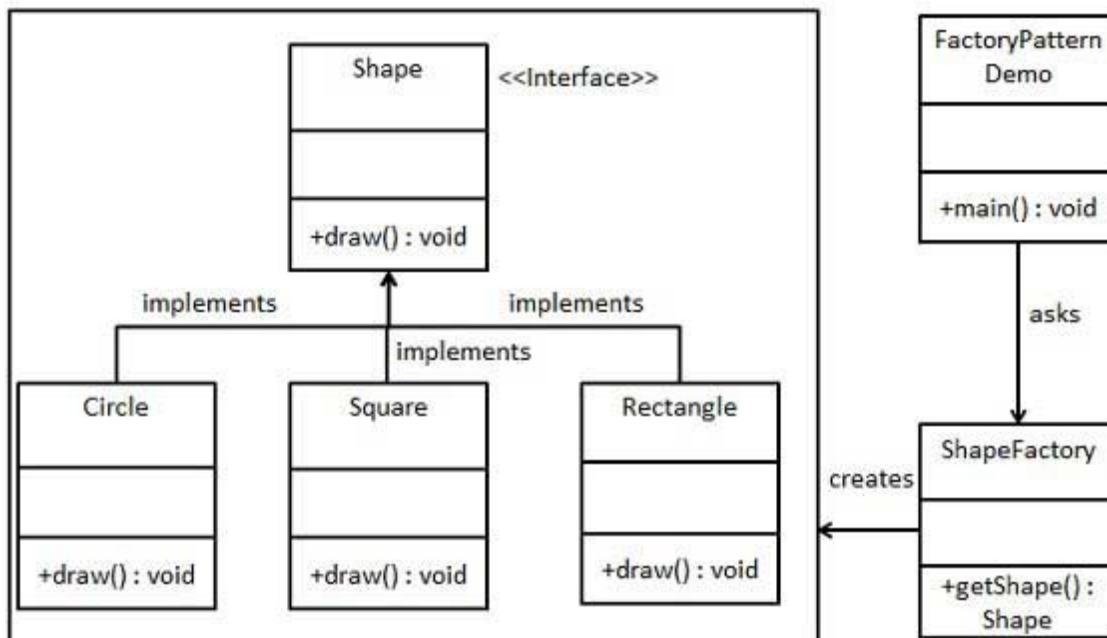 Shape
<<Interface>>
+draw() : void
implements
implements
implements
Circle
+draw() : void
Square
+draw() : void
Rectangle
+draw() : void
FactoryPattern
Demo
+main() : void
asks
ShapeFactory
+getShape() :
Shape
creates